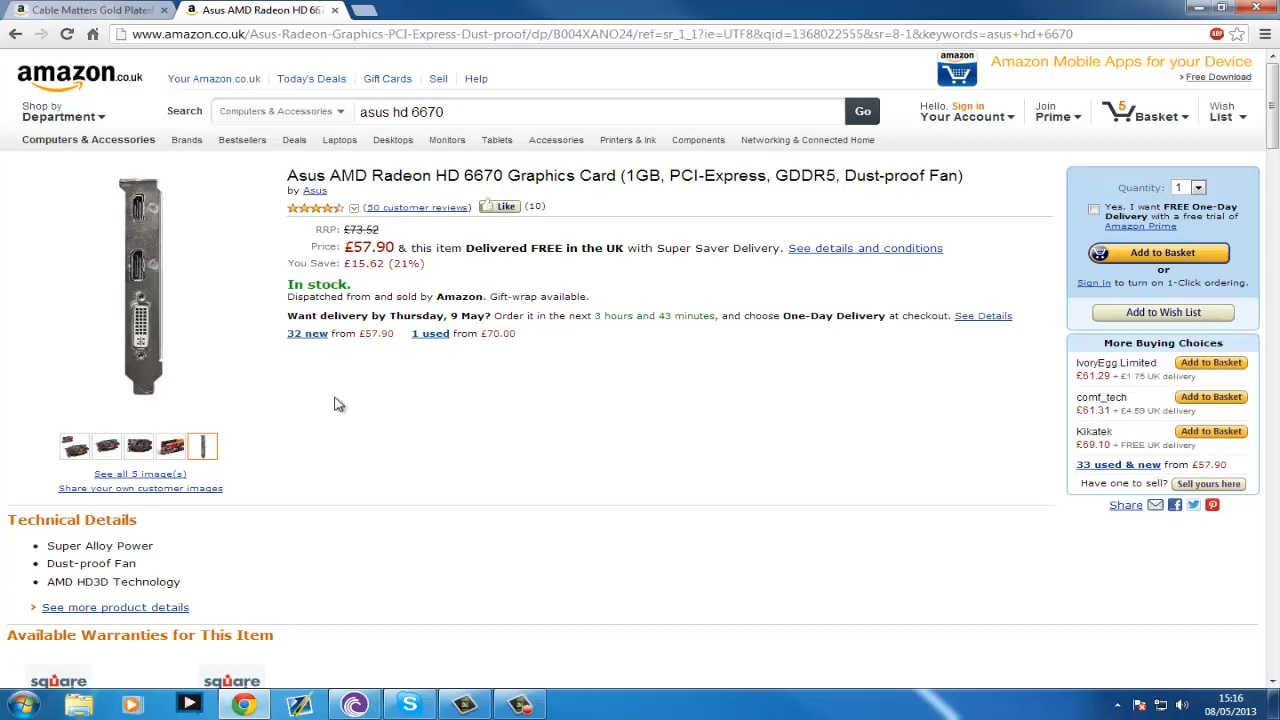 Cable Matters Gold Plated
Asus AMD Radeon HD 667
www.amazon.co.uk/Asus-Radeon-Graphics-PCI-Express-Dust-proof/dp/B004XANO24/ref=sr_1_1?ie=UTF8&qid=1368022555&sr=8-1&keywords=asus+hd+6670
ABP
amazon.co.uk
Your Amazon.co.uk Today's Deals Gift Cards Sell Help
amazon
Amazon Mobile Apps for your Device
Free Download
Shop by
Department
Search Computers & Accessories asus hd 6670 Go
Hello. Sign in
Your Account
Join
Prime
5
Basket
Wish
List
Computers & Accessories Brands Bestsellers Deals Laptops Desktops Monitors Tablets Accessories Printers & Ink Components Networking & Connected Home
Asus AMD Radeon HD 6670 Graphics Card (1GB, PCI-Express, GDDR5, Dust-proof Fan)
by Asus
(50 customer reviews) Like (10)
RRP: £73.52
Price: £57.90 & this item Delivered FREE in the UK with Super Saver Delivery. See details and conditions
You Save: £15.62 (21%)
In stock.
Dispatched from and sold by Amazon. Gift-wrap available.
Want delivery by Thursday, 9 May? Order it in the next 3 hours and 43 minutes, and choose One-Day Delivery at checkout. See Details
32 new from £57.90 1 used from £70.00
See all 5 image(s)
Share your own customer images
Quantity: 1
Yes, I want FREE One-Day
Delivery with a free trial of
Amazon Prime
Add to Basket
or
Sign in to turn on 1-Click ordering.
Add to Wish List
More Buying Choices
IvoryEgg Limited Add to Basket
£61.29 + £1.75 UK delivery
comf_tech Add to Basket
£61.31 + £4.59 UK delivery
Kikatek Add to Basket
£69.10 + FREE UK delivery
33 used & new from £57.90
Have one to sell? Sell yours here
Share
Technical Details
Super Alloy Power
Dust-proof Fan
AMD HD3D Technology
See more product details
Available Warranties for This Item
square square
15:16
08/05/2013